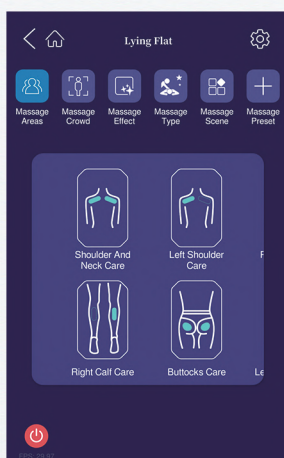 Lying Flat
Massage Areas
Massage Crowd
Massage Effect
Massage Type
Massage Scene
Massage Preset
Shoulder And
Neck Care
Left Shoulder
Care
Right Calf Care
Buttocks Care
Le